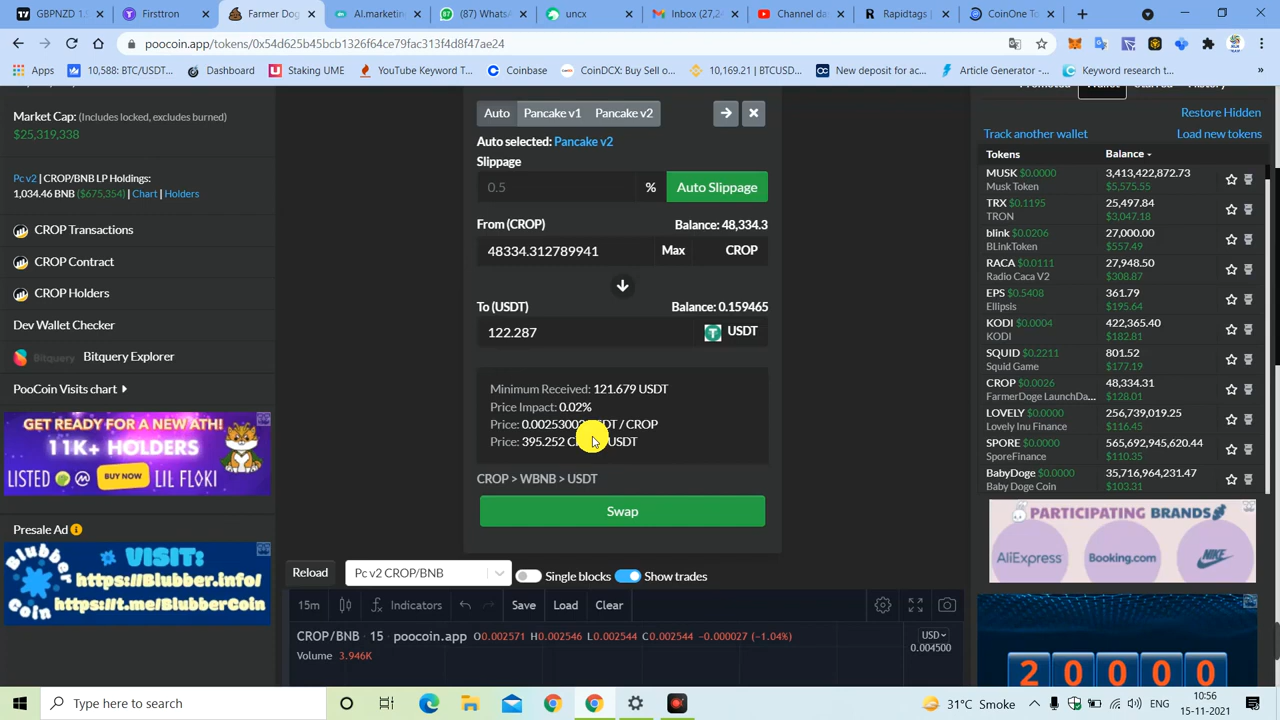 Firstron
Farmer Dog
AI.marketing
(87) WhatsA
uncx
Inbox (27,24
Channel da
Rapidtags
CoinOne To
poocoin.app/tokens/0x54d625b45bcb1326f64ce79fac313f4d8f47ae24
Apps
10,588: BTC/USDT...
Dashboard
Staking UME
YouTube Keyword T...
Coinbase
CoinDCX: Buy Sell o...
10,169.21 | BTCUSD...
New deposit for ac...
Article Generator -...
Keyword research t...
Market Cap: (Includes locked, excludes burned)
$25,319,338
Pc v2 | CROP/BNB LP Holdings:
1,034.46 BNB ($675,354) | Chart | Holders
CROP Transactions
CROP Contract
CROP Holders
Dev Wallet Checker
Bitquery Bitquery Explorer
PooCoin Visits chart
GET READY FOR A NEW ATH!
11K+ HOLDERS
LISTED
BUY NOW
LIL FLOKI
Presale Ad
Blubber Coin
VISIT:
https://Blubber.info/
https://t.me/BlubberCoin
Auto Pancake v1 Pancake v2
Auto selected: Pancake v2
Slippage
0.5 % Auto Slippage
From (CROP) Balance: 48,334.3
48334.312789941 Max CROP
To (USDT) Balance: 0.159465
122.287 USDT
Minimum Received: 121.679 USDT
Price Impact: 0.02%
Price: 0.00253002 USDT / CROP
Price: 395.252 CROP / USDT
CROP > WBNB > USDT
Swap
Reload Pc v2 CROP/BNB Single blocks Show trades
15m Indicators Save Load Clear
CROP/BNB · 15 · poocoin.app O0.002571 H0.002546 L0.002544 C0.002544 -0.000027 (-1.04%)
Volume 3.946K
USD
0.004500
Promoted Wallet Starred History
Restore Hidden
Track another wallet Load new tokens
Tokens Balance
MUSK $0.0000 3,413,422,872.73
Musk Token $5,575.55
TRX $0.1195 25,497.84
TRON $3,047.18
blink $0.0206 27,000.00
BLinkToken $557.49
RACA $0.0111 27,948.50
Radio Caca V2 $308.87
EPS $0.5408 361.79
Ellipsis $195.64
KODI $0.0004 422,365.40
KODI $182.81
SQUID $0.2211 801.52
Squid Game $177.19
CROP $0.0026 48,334.31
FarmerDoge LaunchDa... $128.01
LOVELY $0.0000 256,739,019.25
Lovely Inu Finance $116.45
SPORE $0.0000 565,692,945,620.44
SporeFinance $110.35
BabyDoge $0.0000 35,716,964,231.47
Baby Doge Coin $103.31
PARTICIPATING BRANDS
AliExpress
Booking.com
NIKE
2 0 0 0 0
Type here to search
31°C Smoke
ENG
10:56
15-11-2021